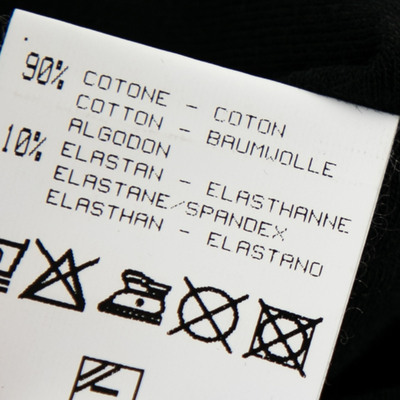 90% COTONE - COTON
COTTON - BAUMWOLLE
ALGODON
10% ELASTAN - ELASTHANNE
ELASTANE/SPANDEX
ELASTHAN - ELASTANO